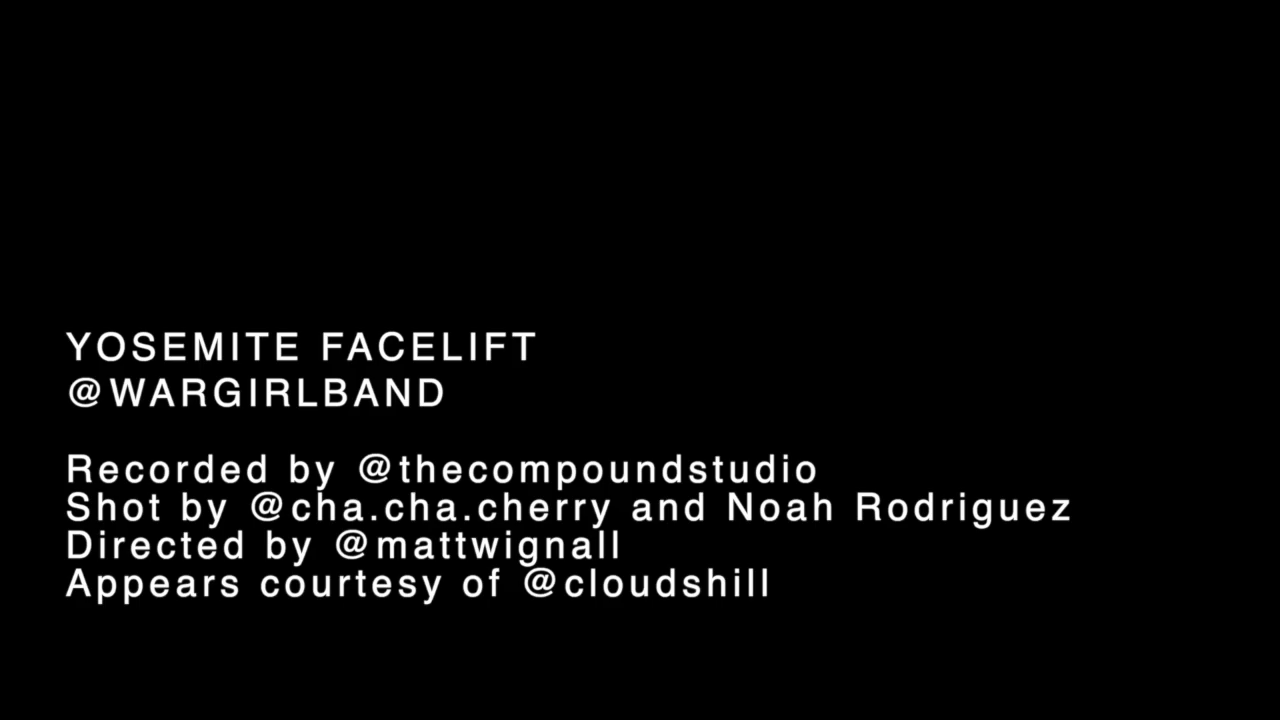 YOSEMITE FACELIFT
@WARGIRLBAND
Recorded by @thecompoundstudio
Shot by @cha.cha.cherry and Noah Rodriguez
Directed by @mattwignall
Appears courtesy of @cloudshill